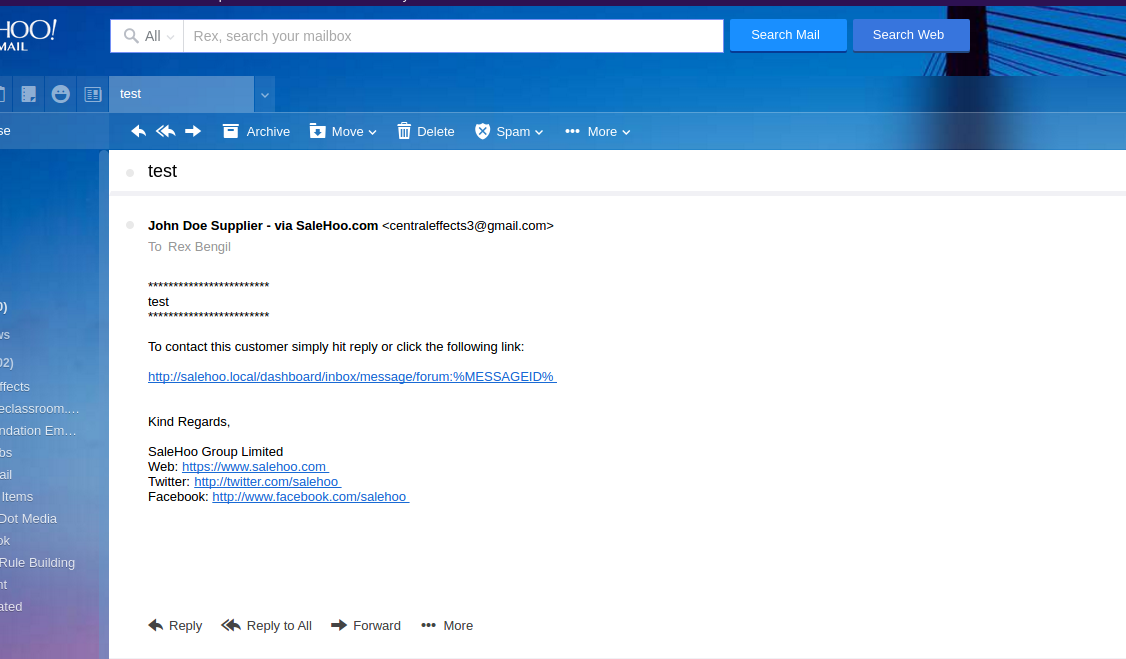 HOO!
MAIL
All
Rex, search your mailbox
Search Mail
Search Web
test
se
Archive
Move
Delete
Spam
More
test
0)
ws
02)
ffects
eclassroom.…
ndation Em…
bs
ail
Items
Dot Media
ok
Rule Building
nt
ated
John Doe Supplier - via SaleHoo.com <centraleffects3@gmail.com>
To Rex Bengil
************************
test
************************
To contact this customer simply hit reply or click the following link:
http://salehoo.local/dashboard/inbox/message/forum:%MESSAGEID%
Kind Regards,
SaleHoo Group Limited
Web: https://www.salehoo.com
Twitter: http://twitter.com/salehoo
Facebook: http://www.facebook.com/salehoo
Reply
Reply to All
Forward
More